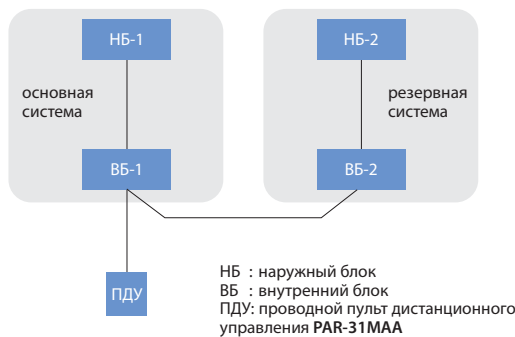 НБ-1
НБ-2
основная
система
резервная
система
ВБ-1
ВБ-2
ПДУ
НБ : наружный блок
ВБ : внутренний блок
ПДУ: проводной пульт дистанционного
управления PAR-31MAA